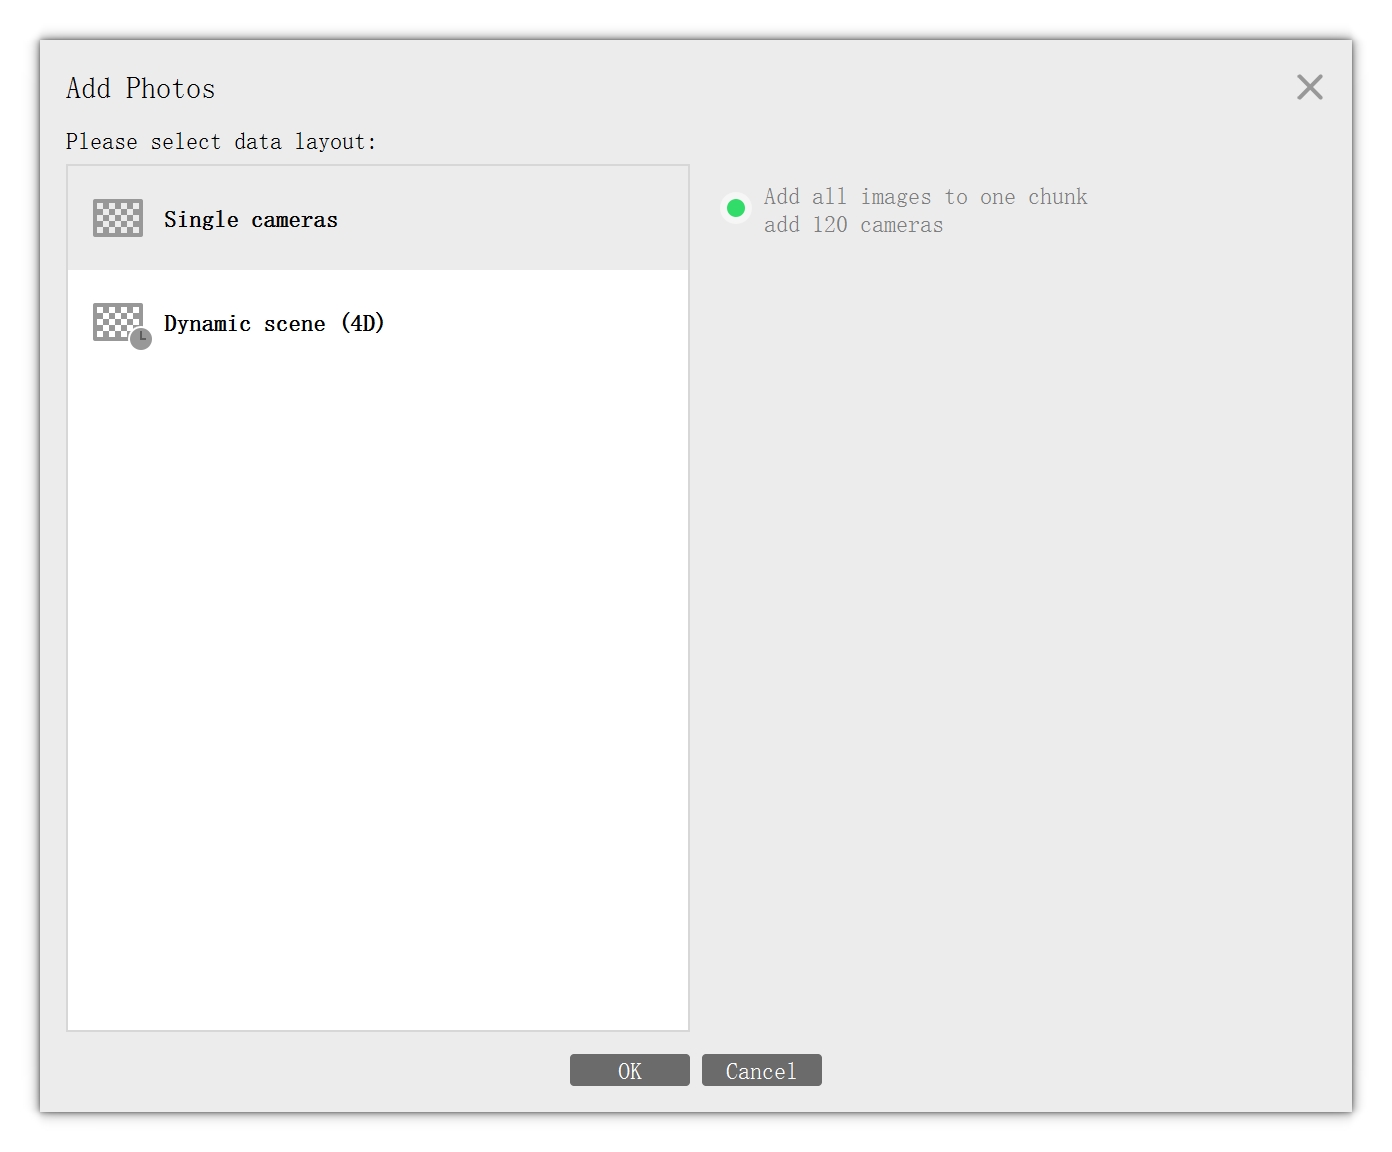 Add Photos
Please select data layout:
Single cameras
Dynamic scene (4D)
Add all images to one chunk
add 120 cameras
OK
Cancel